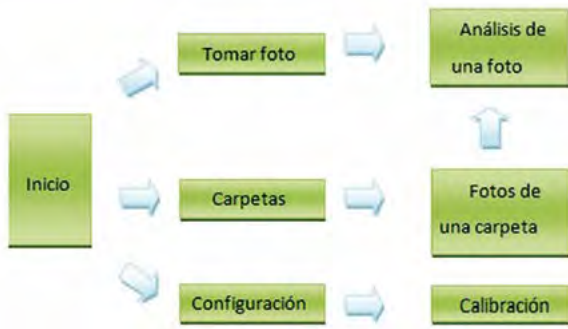 Tomar foto
Análisis de
una foto
Inicio
Carpetas
Fotos de
una carpeta
Configuración
Calibración